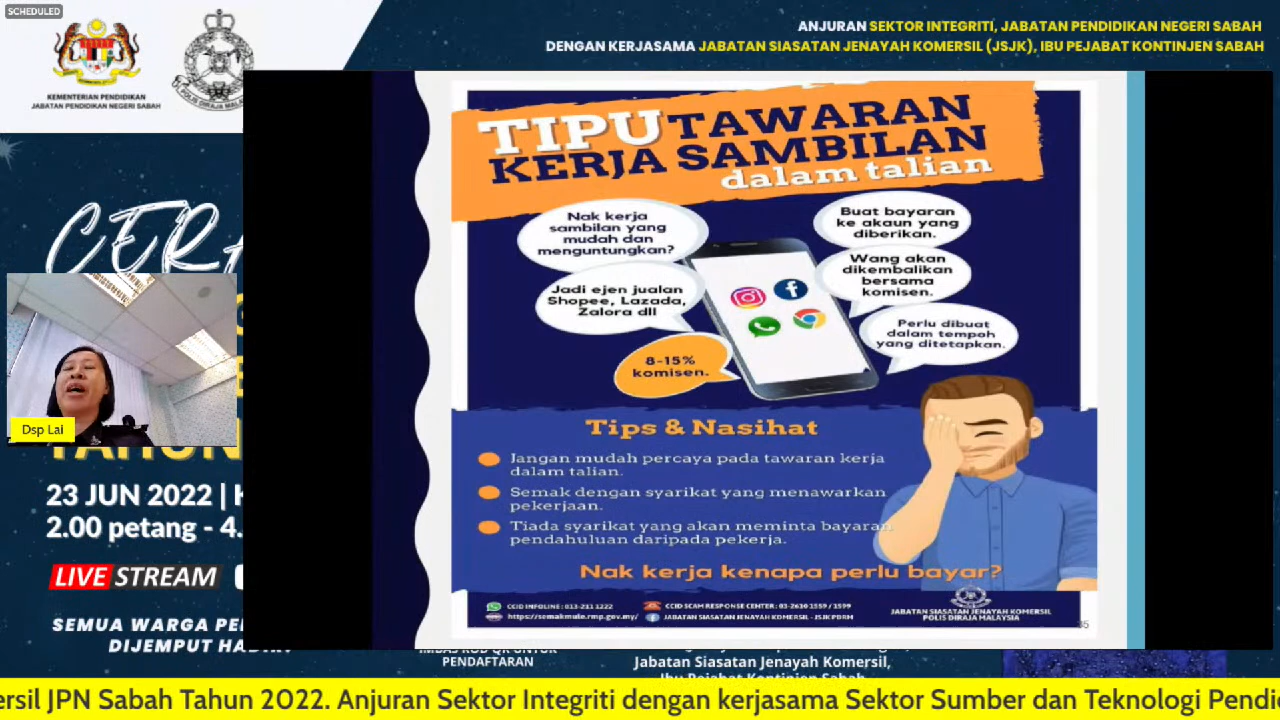 SCHEDULED
KEMENTERIAN PENDIDIKAN
JABATAN PENDIDIKAN NEGERI SABAH
ANJURAN SEKTOR INTEGRITI, JABATAN PENDIDIKAN NEGERI SABAH
DENGAN KERJASAMA JABATAN SIASATAN JENAYAH KOMERSIL (JSJK), IBU PEJABAT KONTINJEN SABAH
TIPU TAWARAN
KERJA SAMBILAN
dalam talian
Nak kerja
sambilan yang
mudah dan
menguntungkan?
Jadi ejen jualan
Shopee, Lazada,
Zalora dll
8-15%
komisen.
Buat bayaran
ke akaun yang
diberikan.
Wang akan
dikembalikan
bersama
komisen.
Perlu dibuat
dalam tempoh
yang ditetapkan.
Tips & Nasihat
Jangan mudah percaya pada tawaran kerja
dalam talian.
Semak dengan syarikat yang menawarkan
pekerjaan.
Tiada syarikat yang akan meminta bayaran
pendahuluan daripada pekerja.
Nak kerja kenapa perlu bayar?
CCID INFOLINE : 013-211 1222
CCID SCAM RESPONSE CENTER : 03-2610 1559 / 1599
https://semakmule.rmp.gov.my/
JABATAN SIASATAN JENAYAH KOMERSIL - JSJK PDRM
JABATAN SIASATAN JENAYAH KOMERSIL
POLIS DIRAJA MALAYSIA
Dsp Lai
23 JUN 2022 |
2.00 petang - 4.
LIVE STREAM
SEMUA WARGA
DIJEMPUT
PENDAFTARAN
Jabatan Siasatan Jenayah Komersil,
ersil JPN Sabah Tahun 2022. Anjuran Sektor Integriti dengan kerjasama Sektor Sumber dan Teknologi Pendi